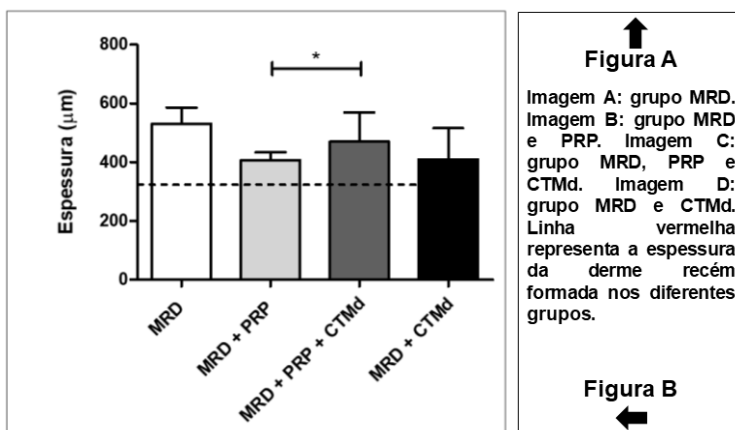 800
600
400
200
0
Espessura (µm)
*
MRD
MRD + PRP
MRD + PRP + CTMd
MRD + CTMd
Figura A
Imagem A: grupo MRD.
Imagem B: grupo MRD
e PRP. Imagem C:
grupo MRD, PRP e
CTMd. Imagem D:
grupo MRD e CTMd.
Linha vermelha
representa a espessura
da derme recém
formada nos diferentes
grupos.
Figura B